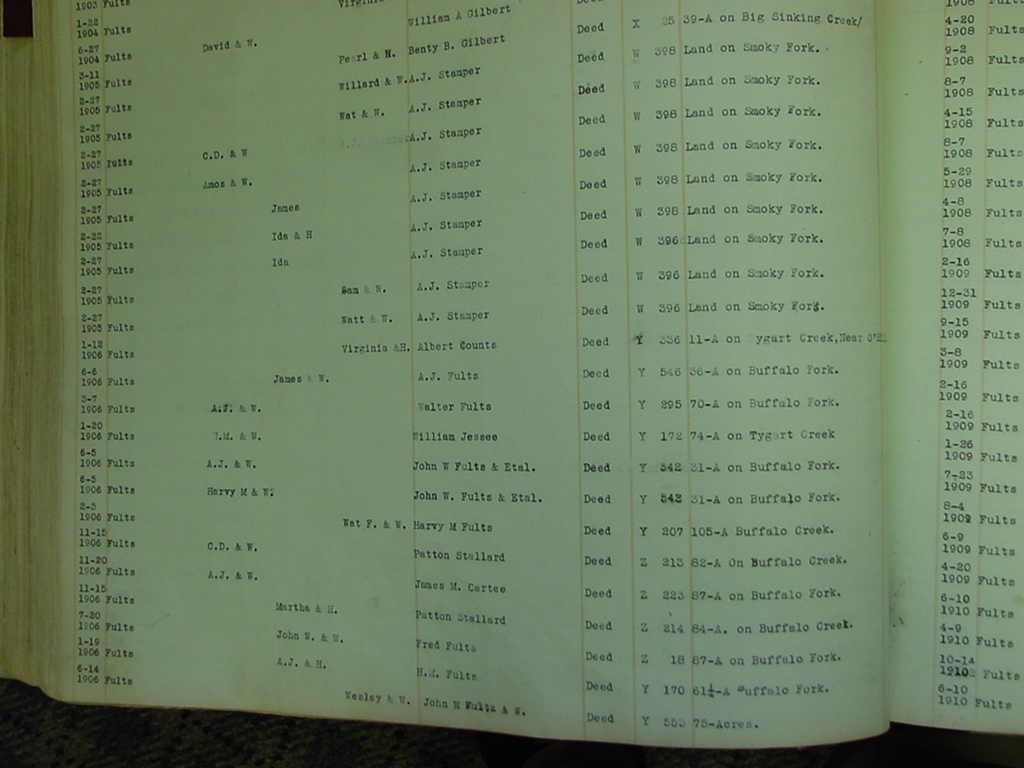 1903 Fults Virginia
1-22
1904 Fults David & W. William A Gilbert Deed
6-27
1904 Fults Pearl & H. Benty B. Gilbert Deed X 25 39-A on Big Sinking Creek/
3-11
1905 Fults Willard & W. A.J. Stamper Deed W 398 Land on Smoky Fork.
2-27
1905 Fults Wat & W. A.J. Stamper Deed W 398 Land on Smoky Fork.
2-27
1905 Fults C.D. & W A.J. Stamper Deed W 398 Land on Smoky Fork.
2-27
1905 Fults Amos & W. A.J. Stamper Deed W 398 Land on Smoky Fork.
2-27
1905 Fults James A.J. Stamper Deed W 398 Land on Smoky Fork.
2-27
1905 Fults Ida & H A.J. Stamper Deed W 398 Land on Smoky Fork.
2-22
1905 Fults Ida A.J. Stamper Deed W 396 Land on Smoky Fork.
2-27
1905 Fults Sam & W. A.J. Stamper Deed W 396 Land on Smoky Fork.
2-27
1905 Fults Watt & W. A.J. Stamper Deed W 396 Land on Smoky Fork.
2-27
1905 Fults Virginia &H. Albert Counts Deed Y 336 11-A on Tygart Creek,Near
1-12
1906 Fults James & W. A.J. Fults Deed Y 546 36-A on Buffalo Fork.
6-6
1906 Fults A.J. & W. Walter Fults Deed Y 295 70-A on Buffalo Fork.
3-7
1906 Fults H.M. & W. William Jessee Deed Y 172 74-A on Tygart Creek
1-20
1906 Fults A.J. & W. John W Fults & Etal. Deed Y 542 31-A on Buffalo Fork.
6-5
1906 Fults Harvy M & W. John W. Fults & Etal. Deed Y 542 31-A on Buffalo Fork.
6-5
1906 Fults Wat F. & W. Harvy M Fults Deed Y 207 105-A Buffalo Creek.
2-3
1906 Fults C.D. & W. Patton Stallard Deed Z 213 82-A On Buffalo Creek.
11-15
1906 Fults A.J. & W. James M. Cartee Deed Z 223 87-A on Buffalo Fork.
11-20
1906 Fults Martha & H. Patton Stallard Deed Z 214 84-A. on Buffalo Creek.
11-15
1906 Fults John W. & W. Fred Fults Deed Z 18 87-A on Buffalo Fork.
7-20
1906 Fults A.J. & H. H.M. Fults Deed Y 170 61½-A Buffalo Fork.
1-19
1906 Fults Wesley & W. John M Fultz & W. Deed Y 553 75-Acres.
6-14
1906 Fults
1908 Fults
4-20
1908 Fults
9-2
1908 Fults
8-7
1908 Fults
4-15
1908 Fults
8-7
1908 Fults
5-29
1908 Fults
4-8
1908 Fults
7-8
1908 Fults
2-16
1909 Fults
12-31
1909 Fults
9-15
1909 Fults
3-8
1909 Fults
2-16
1909 Fults
2-16
1909 Fults
1-26
1909 Fults
7-23
1909 Fults
8-4
1909 Fults
6-9
1909 Fults
4-20
1909 Fults
6-10
1910 Fults
4-9
1910 Fults
10-14
1910 Fults
6-10
1910 Fults